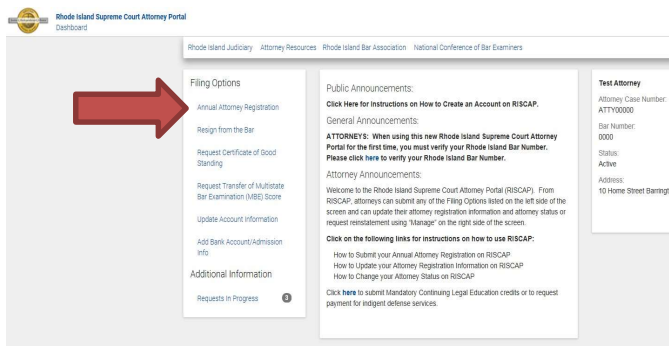 Rhode Island Supreme Court Attorney Portal
Dashboard
Rhode Island Judiciary Attorney Resources Rhode Island Bar Association National Conference of Bar Examiners
Filing Options
Annual Attorney Registration
Resign from the Bar
Request Certificate of Good
Standing
Request Transfer of Multistate
Bar Examination (MBE) Score
Update Account Information
Add Bank Account/Admission
Info
Additional Information
Requests In Progress 3
Public Announcements:
Click Here for Instructions on How to Create an Account on RISCAP.
General Announcements:
ATTORNEYS: When using this new Rhode Island Supreme Court Attorney
Portal for the first time, you must verify your Rhode Island Bar Number.
Please click here to verify your Rhode Island Bar Number.
Attorney Announcements:
Welcome to the Rhode Island Supreme Court Attorney Portal (RISCAP). From
RISCAP, attorneys can submit any of the Filing Options listed on the left side of the
screen and can update their attorney registration information and attorney status or
request reinstatement using "Manage" on the right side of the screen.
Click on the following links for instructions on how to use RISCAP:
How to Submit your Annual Attorney Registration on RISCAP
How to Update your Attorney Registration Information on RISCAP
How to Change your Attorney Status on RISCAP
Click here to submit Mandatory Continuing Legal Education credits or to request
payment for indigent defense services.
Test Attorney
Attorney Case Number:
ATTY00000
Bar Number:
0000
Status:
Active
Address:
10 Home Street Barringt